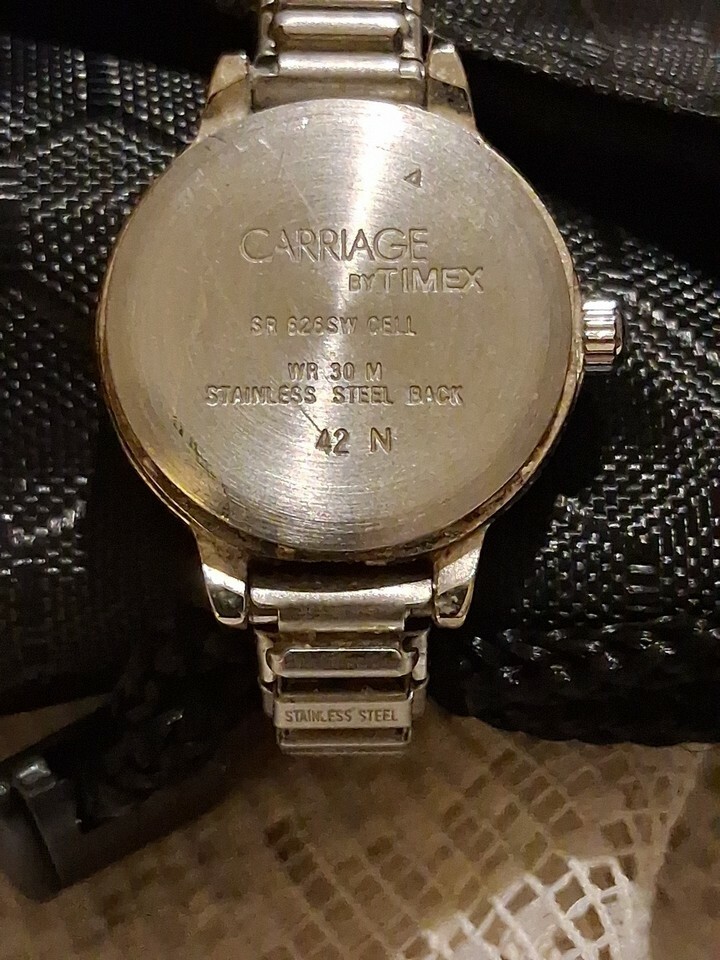 CARRIAGE
BY TIMEX
SR 626SW CELL
WR 30 M
STAINLESS STEEL BACK
42 N
STAINLESS STEEL